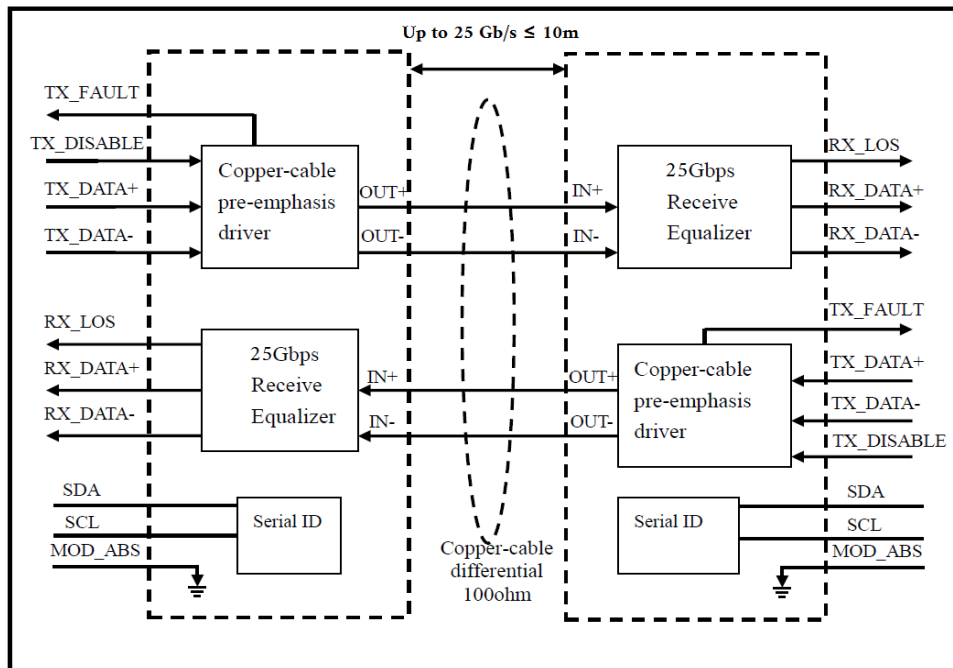 Up to 25 Gb/s ≤ 10m
TX_FAULT
TX_DISABLE
TX_DATA+
TX_DATA-
Copper-cable
pre-emphasis
driver
OUT+
OUT-
IN+
IN-
25Gbps
Receive
Equalizer
RX_LOS
RX_DATA+
RX_DATA-
RX_LOS
RX_DATA+
RX_DATA-
25Gbps
Receive
Equalizer
IN+
IN-
OUT+
OUT-
Copper-cable
pre-emphasis
driver
TX_FAULT
TX_DATA+
TX_DATA-
TX_DISABLE
SDA
SCL
MOD_ABS
Serial ID
Copper-cable
differential
100ohm
Serial ID
SDA
SCL
MOD_ABS